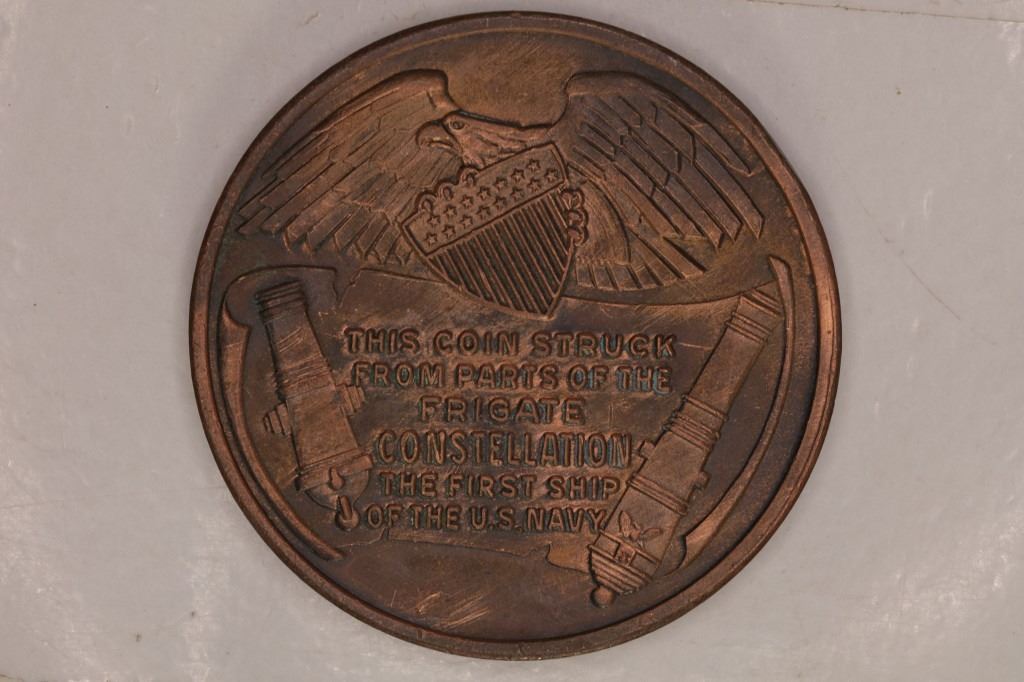 THIS COIN STRUCK
FROM PARTS OF THE
FRIGATE
CONSTELLATION
THE FIRST SHIP
OF THE U.S. NAVY